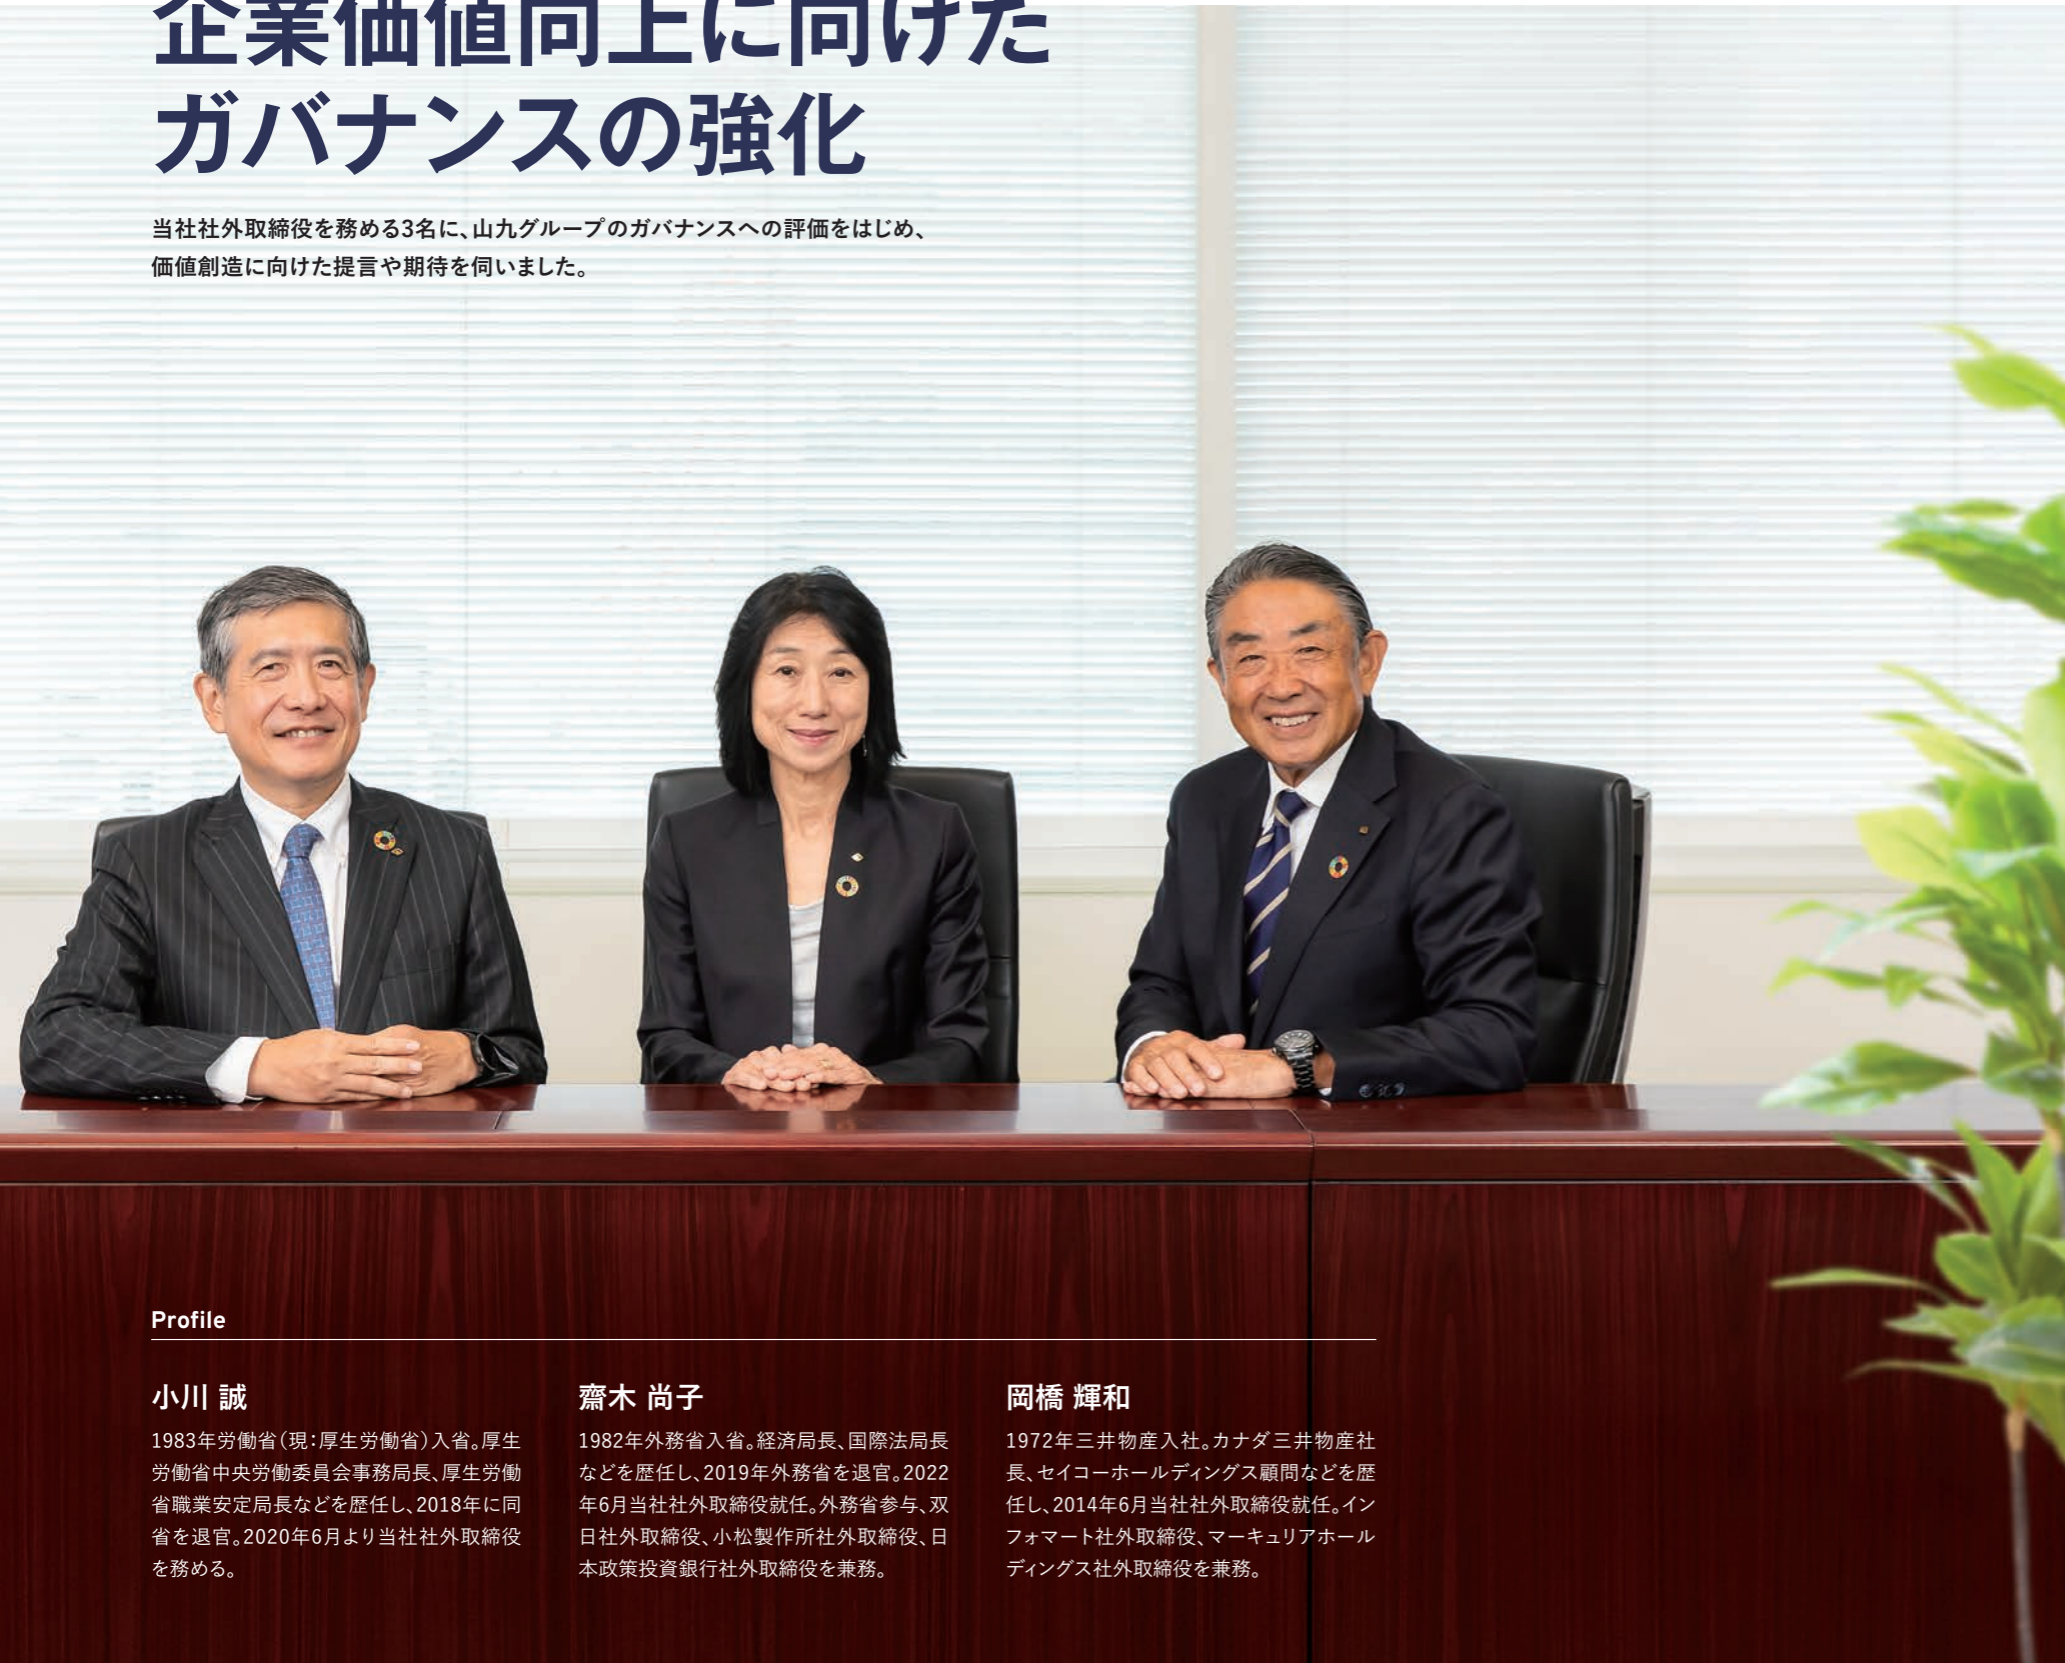 企業価値向上に向けた
ガバナンスの強化
当社社外取締役を務める3名に、山九グループのガバナンスへの評価をはじめ、
価値創造に向けた提言や期待を伺いました。
Profile
小川 誠
1983年労働省（現：厚生労働省）入省。厚生
労働省中央労働委員会事務局長、厚生労働
省職業安定局長などを歴任し、2018年に同
省を退官。2020年6月より当社社外取締役
を務める。
齋木 尚子
1982年外務省入省。経済局長、国際法局長
などを歴任し、2019年外務省を退官。2022
年6月当社社外取締役就任。外務省参与、双
日社外取締役、小松製作所社外取締役、日
本政策投資銀行社外取締役を兼務。
岡橋 輝和
1972年三井物産入社。カナダ三井物産社
長、セイコーホールディングス顧問などを歴
任し、2014年6月当社社外取締役就任。イン
フォマート社外取締役、マーキュリアホール
ディングス社外取締役を兼務。